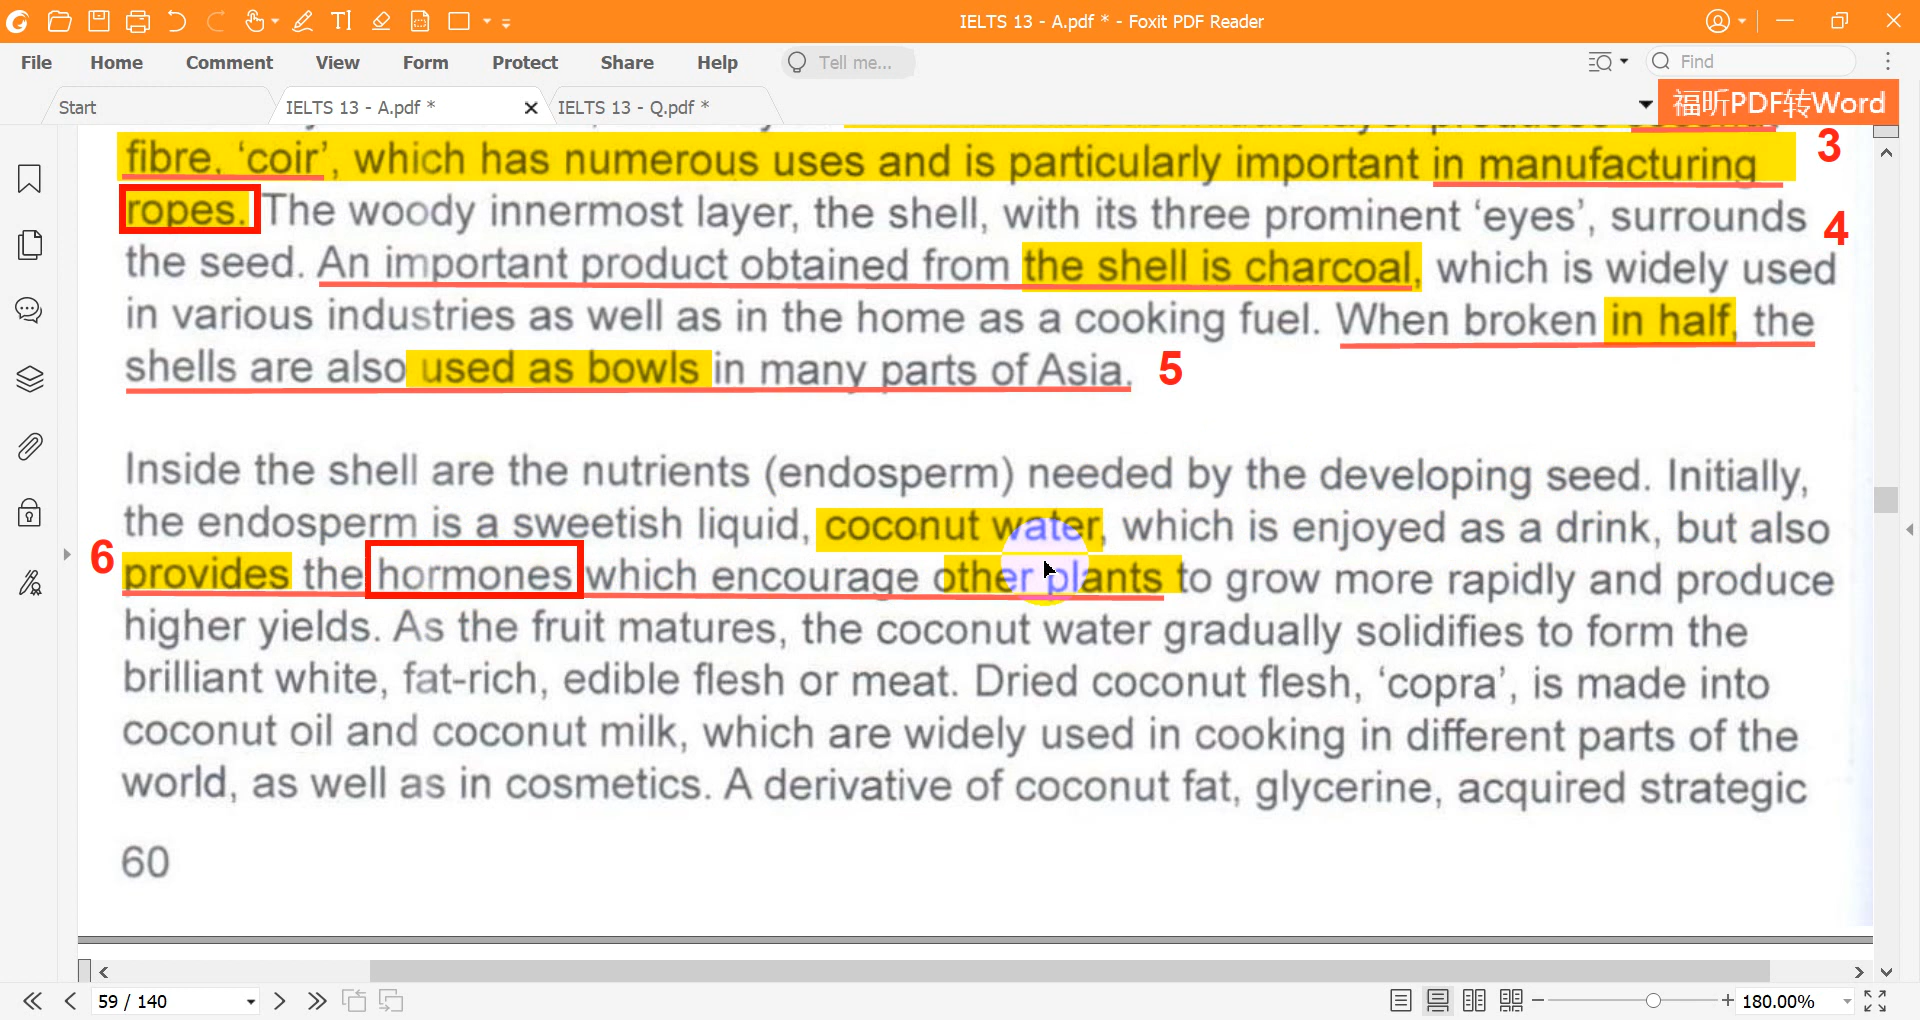 IELTS 13 - A.pdf * - Foxit PDF Reader
File Home Comment View Form Protect Share Help Tell me... Find
Start IELTS 13 - A.pdf * IELTS 13 - Q.pdf * 福昕PDF转Word
fibre, ‘coir’, which has numerous uses and is particularly important in manufacturing 3
ropes. The woody innermost layer, the shell, with its three prominent ‘eyes’, surrounds 4
the seed. An important product obtained from the shell is charcoal, which is widely used
in various industries as well as in the home as a cooking fuel. When broken in half, the
shells are also used as bowls in many parts of Asia. 5
Inside the shell are the nutrients (endosperm) needed by the developing seed. Initially,
the endosperm is a sweetish liquid, coconut water, which is enjoyed as a drink, but also
6 provides the hormones which encourage other plants to grow more rapidly and produce
higher yields. As the fruit matures, the coconut water gradually solidifies to form the
brilliant white, fat-rich, edible flesh or meat. Dried coconut flesh, ‘copra’, is made into
coconut oil and coconut milk, which are widely used in cooking in different parts of the
world, as well as in cosmetics. A derivative of coconut fat, glycerine, acquired strategic
60
59 / 140 180.00%